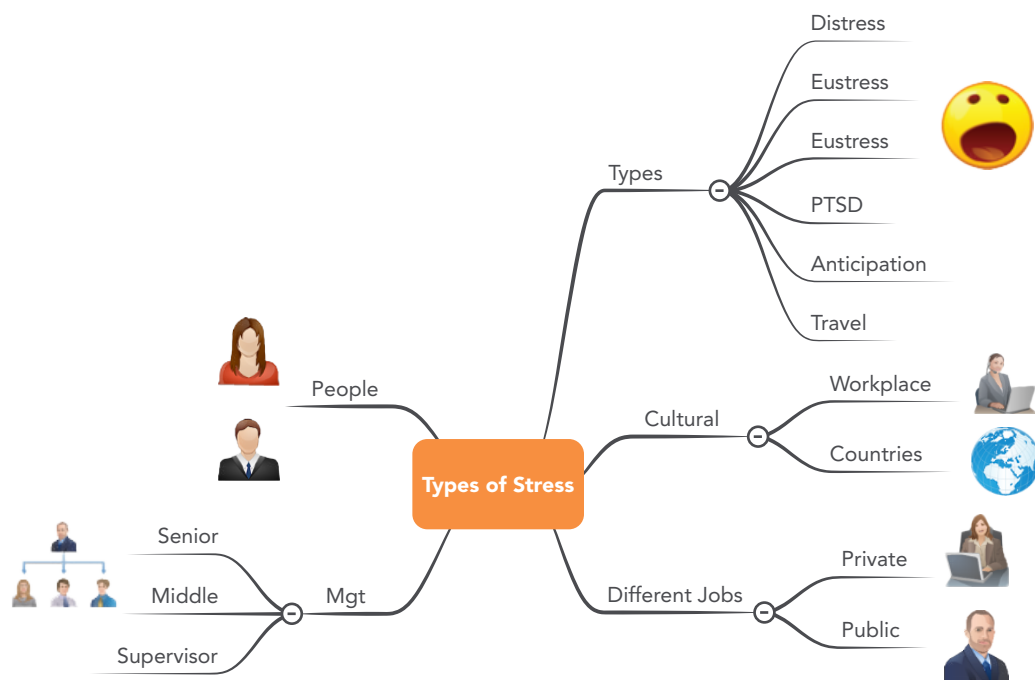 Distress
Eustress
Eustress
Types
PTSD
Anticipation
Travel
People
Workplace
Cultural
Countries
Types of Stress
Senior
Middle
Mgt
Supervisor
Private
Different Jobs
Public